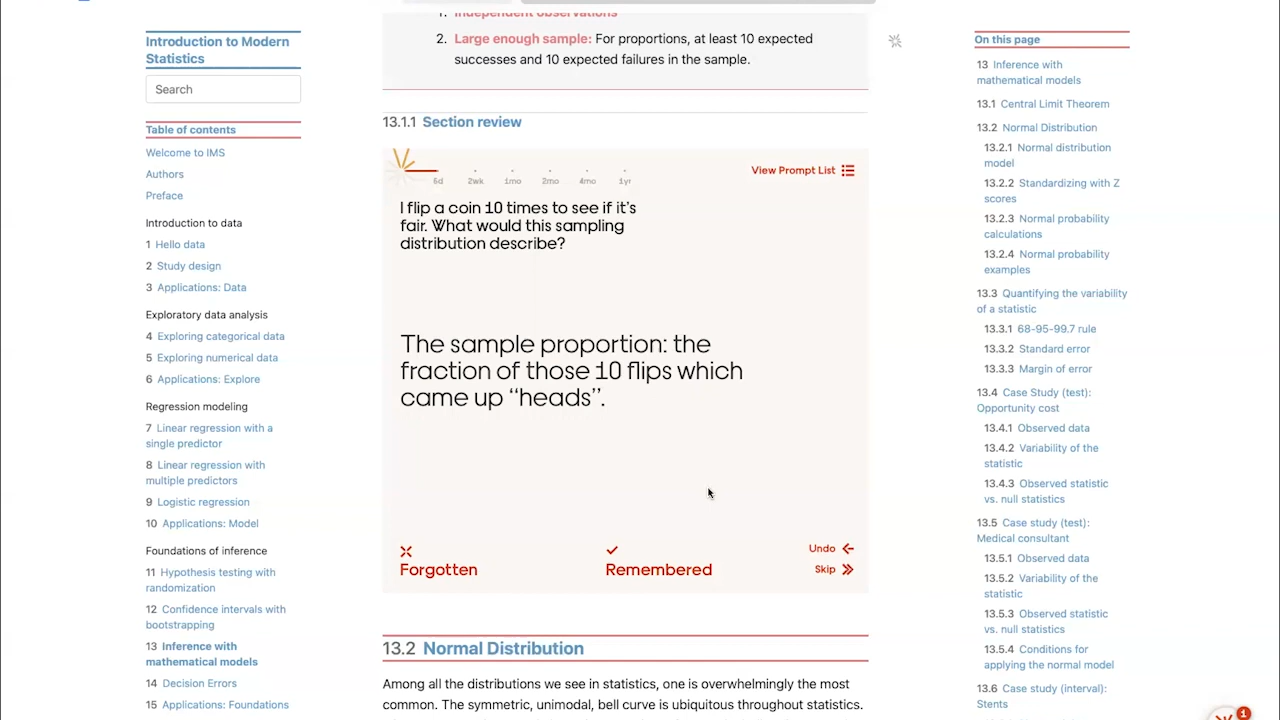 Introduction to Modern
Statistics
Search
Table of contents
Welcome to IMS
Authors
Preface
Introduction to data
1 Hello data
2 Study design
3 Applications: Data
Exploratory data analysis
4 Exploring categorical data
5 Exploring numerical data
6 Applications: Explore
Regression modeling
7 Linear regression with a
single predictor
8 Linear regression with
multiple predictors
9 Logistic regression
10 Applications: Model
Foundations of inference
11 Hypothesis testing with
randomization
12 Confidence intervals with
bootstrapping
13 Inference with
mathematical models
14 Decision Errors
15 Applications: Foundations
1. Independent observations
2. Large enough sample: For proportions, at least 10 expected
successes and 10 expected failures in the sample.
13.1.1 Section review
View Prompt List
6d 2wk 1mo 2mo 4mo 1yr
I flip a coin 10 times to see if it's
fair. What would this sampling
distribution describe?
The sample proportion: the
fraction of those 10 flips which
came up “heads”.
Forgotten
Remembered
Undo
Skip
13.2 Normal Distribution
Among all the distributions we see in statistics, one is overwhelmingly the most
common. The symmetric, unimodal, bell curve is ubiquitous throughout statistics.
On this page
13 Inference with
mathematical models
13.1 Central Limit Theorem
13.2 Normal Distribution
13.2.1 Normal distribution
model
13.2.2 Standardizing with Z
scores
13.2.3 Normal probability
calculations
13.2.4 Normal probability
examples
13.3 Quantifying the variability
of a statistic
13.3.1 68-95-99.7 rule
13.3.2 Standard error
13.3.3 Margin of error
13.4 Case Study (test):
Opportunity cost
13.4.1 Observed data
13.4.2 Variability of the
statistic
13.4.3 Observed statistic
vs. null statistics
13.5 Case study (test):
Medical consultant
13.5.1 Observed data
13.5.2 Variability of the
statistic
13.5.3 Observed statistic
vs. null statistics
13.5.4 Conditions for
applying the normal model
13.6 Case study (interval):
Stents
1